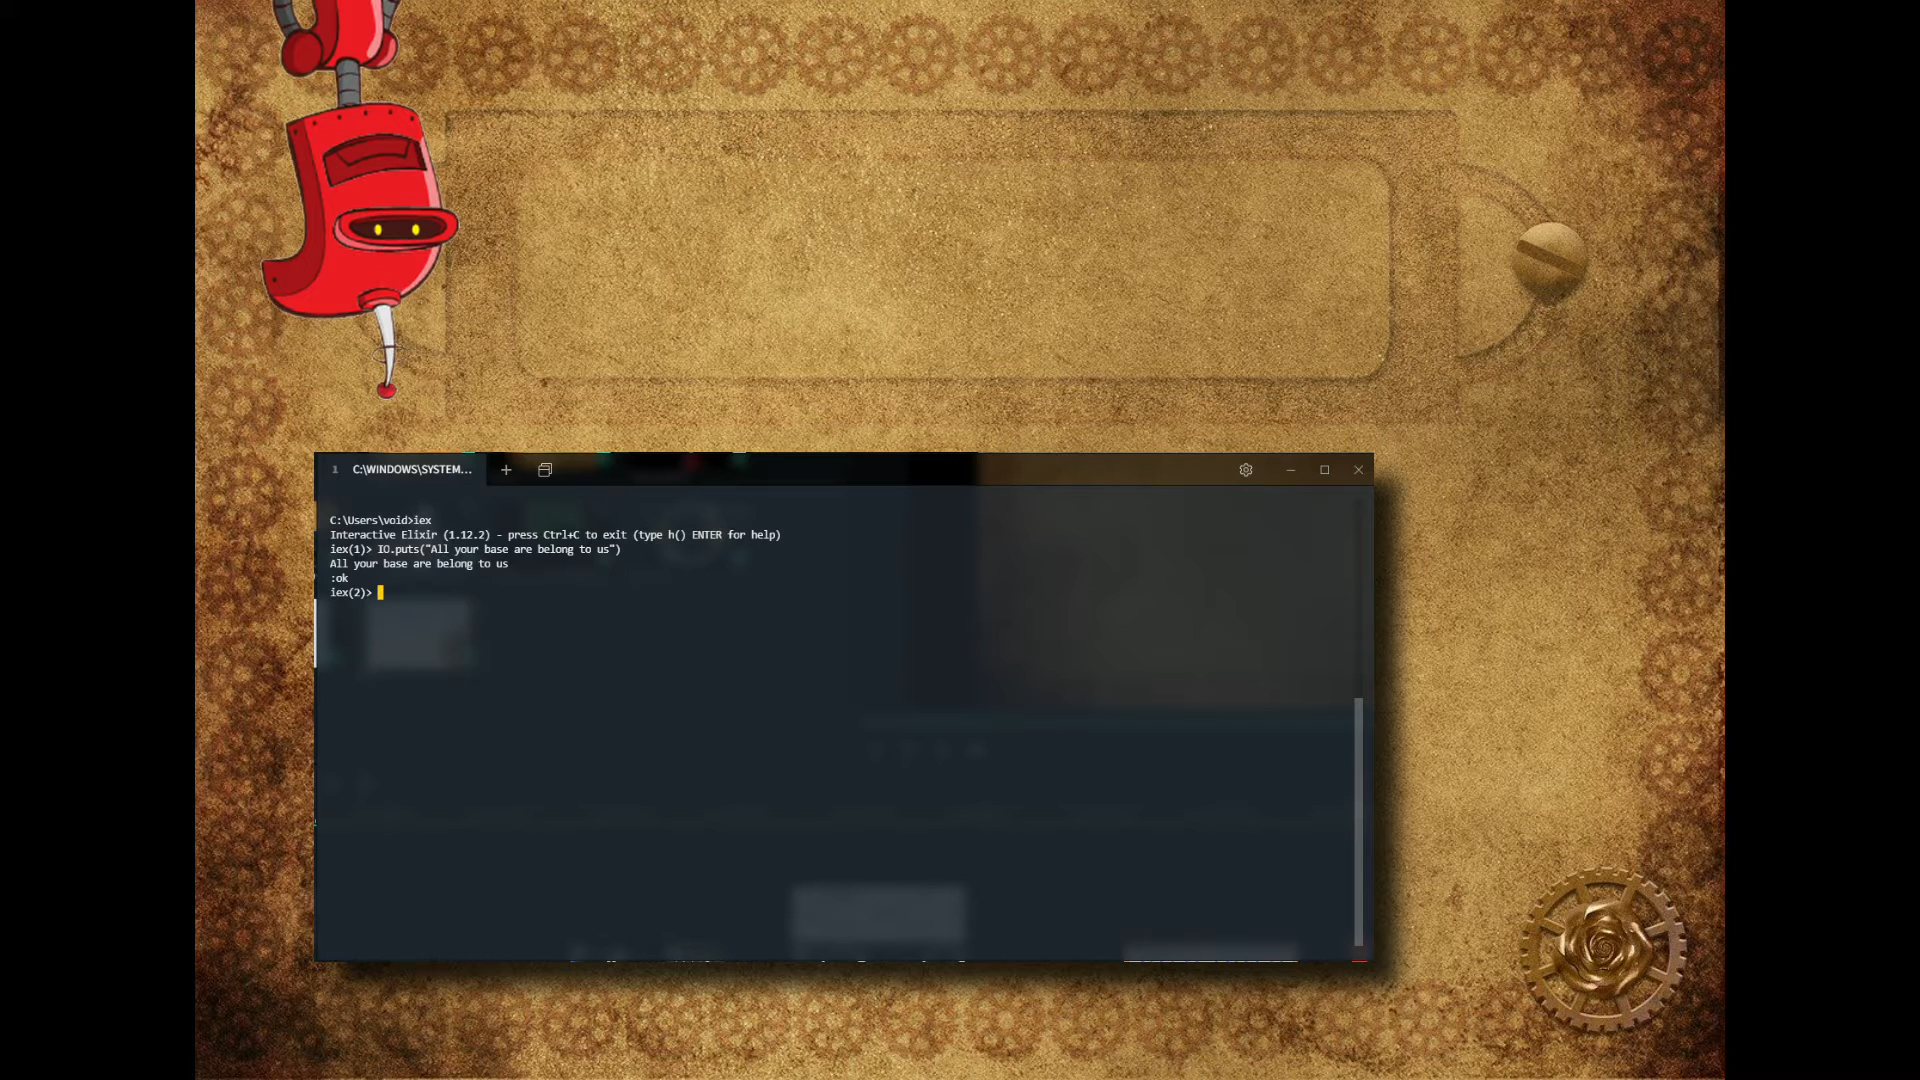 1 C:\WINDOWS\SYSTEM...
C:\Users\void>iex
Interactive Elixir (1.12.2) - press Ctrl+C to exit (type h() ENTER for help)
iex(1)> IO.puts("All your base are belong to us")
All your base are belong to us
:ok
iex(2)>